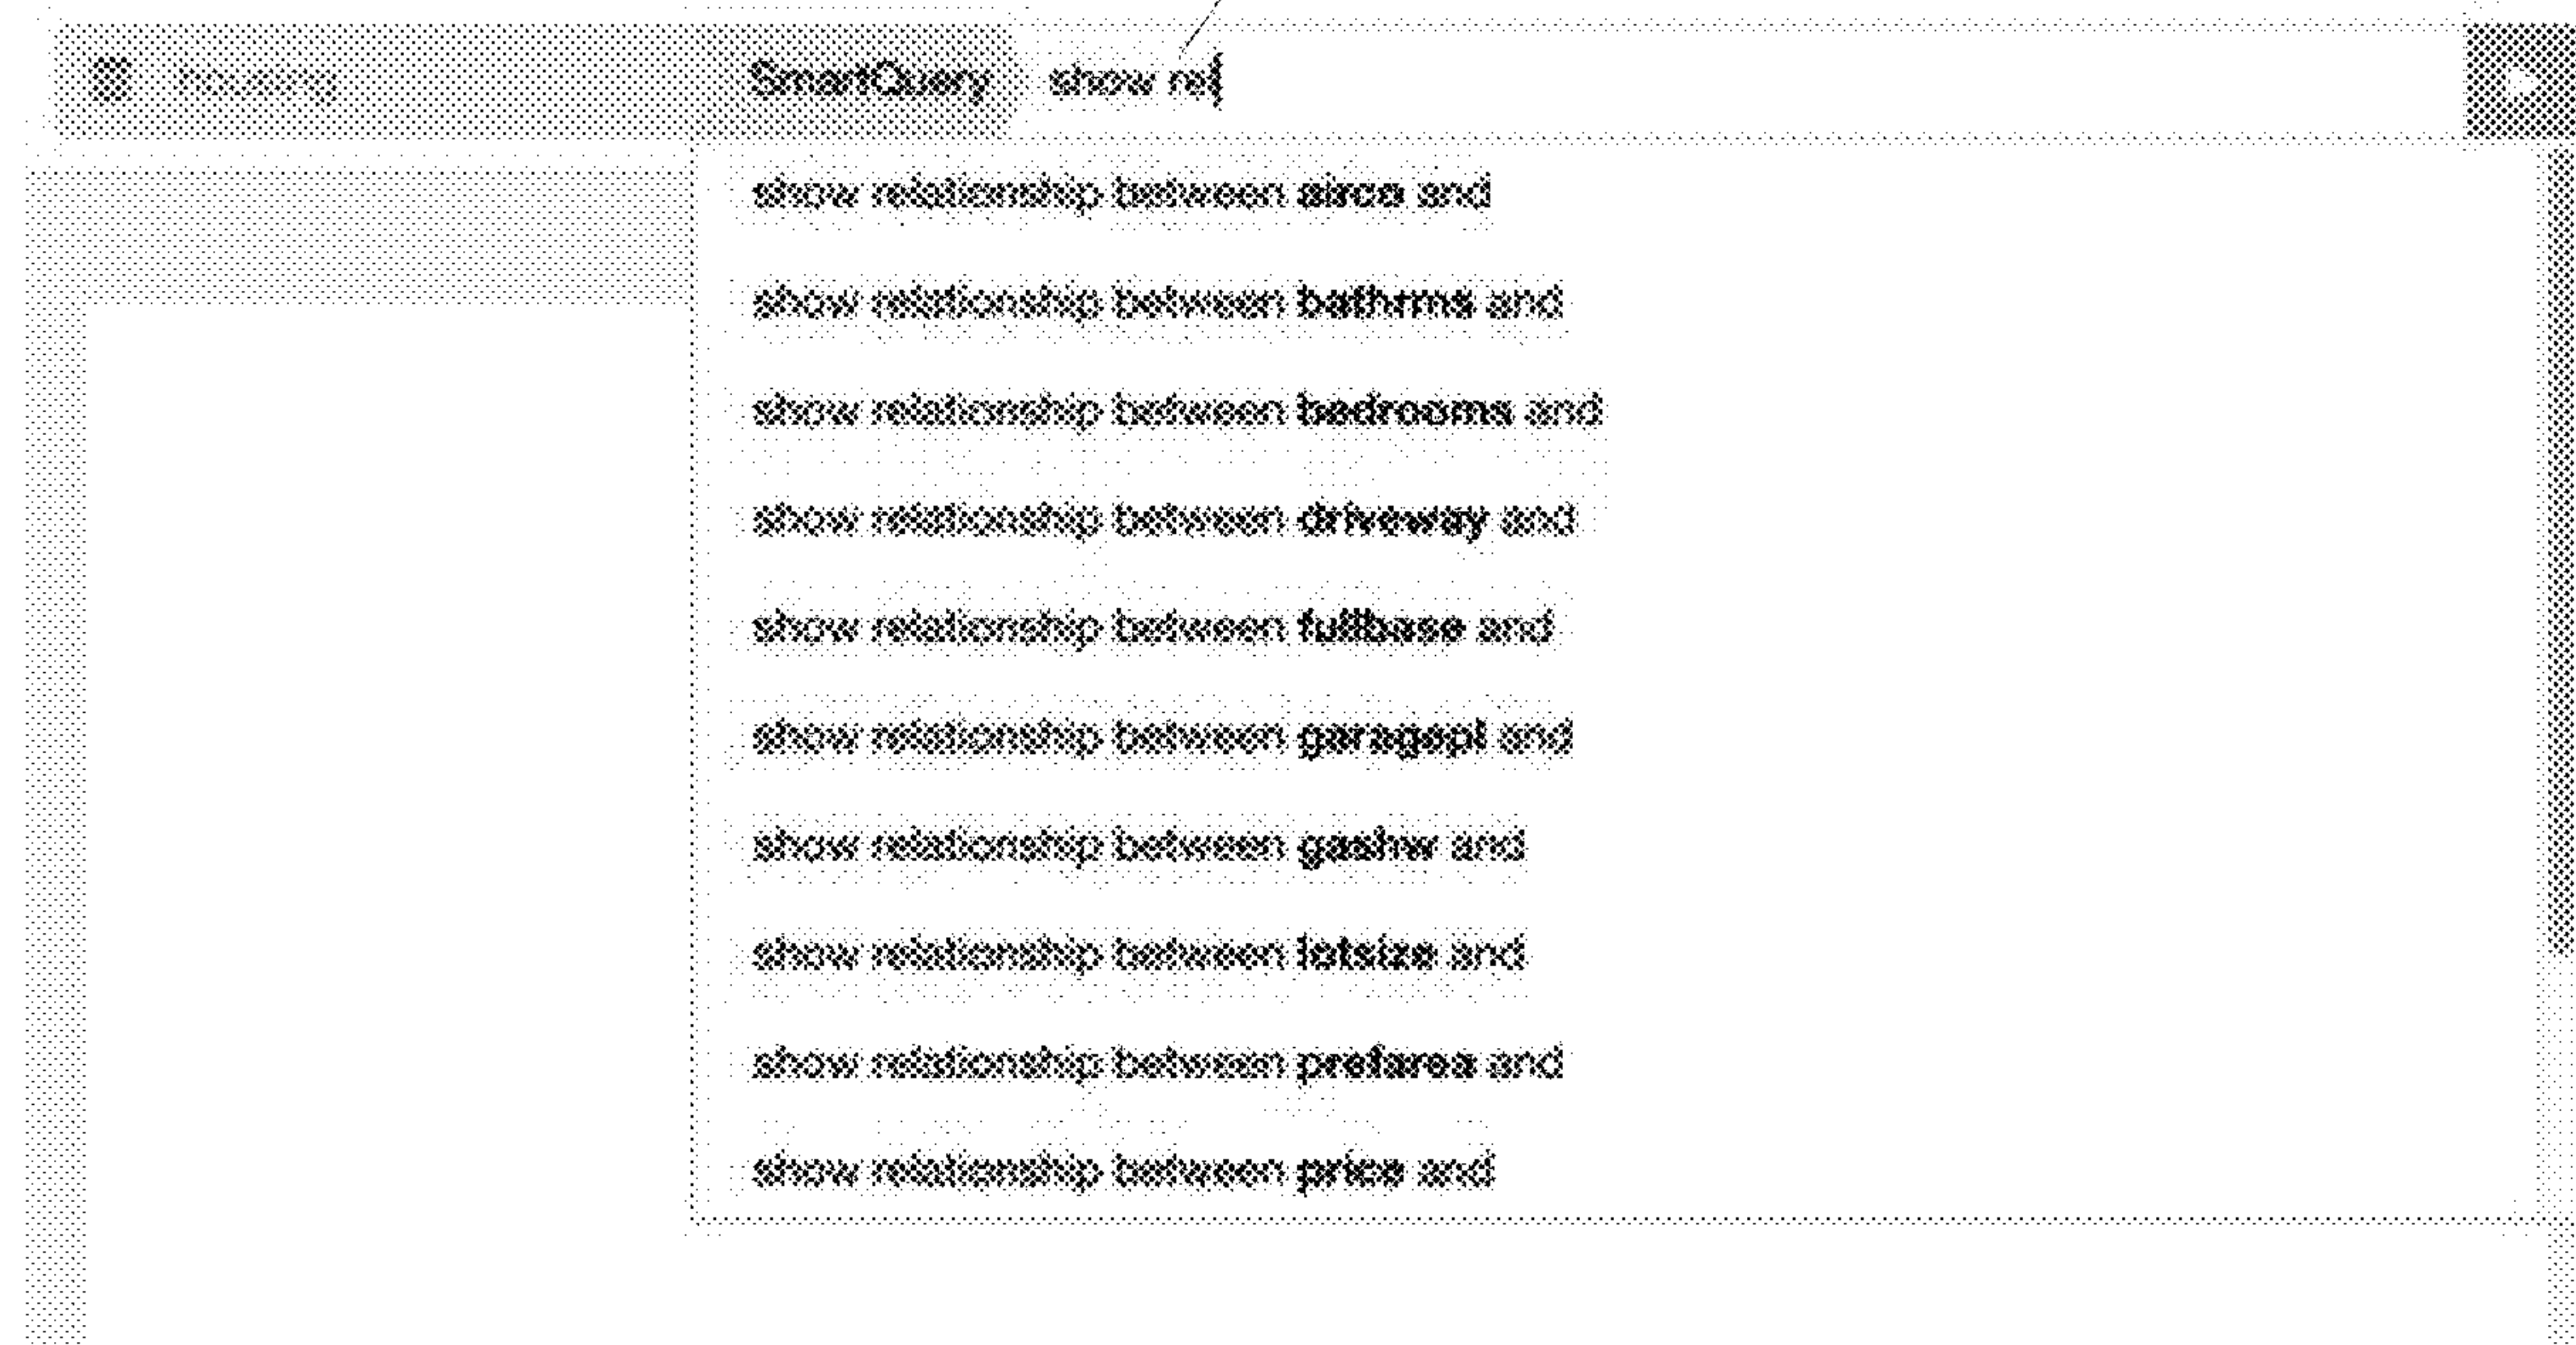 housing SmartQuery show rel
show relationship between airco and
show relationship between bathrms and
show relationship between bedrooms and
show relationship between driveway and
show relationship between fullbase and
show relationship between garagepl and
show relationship between gashw and
show relationship between lotsize and
show relationship between prefarea and
show relationship between price and